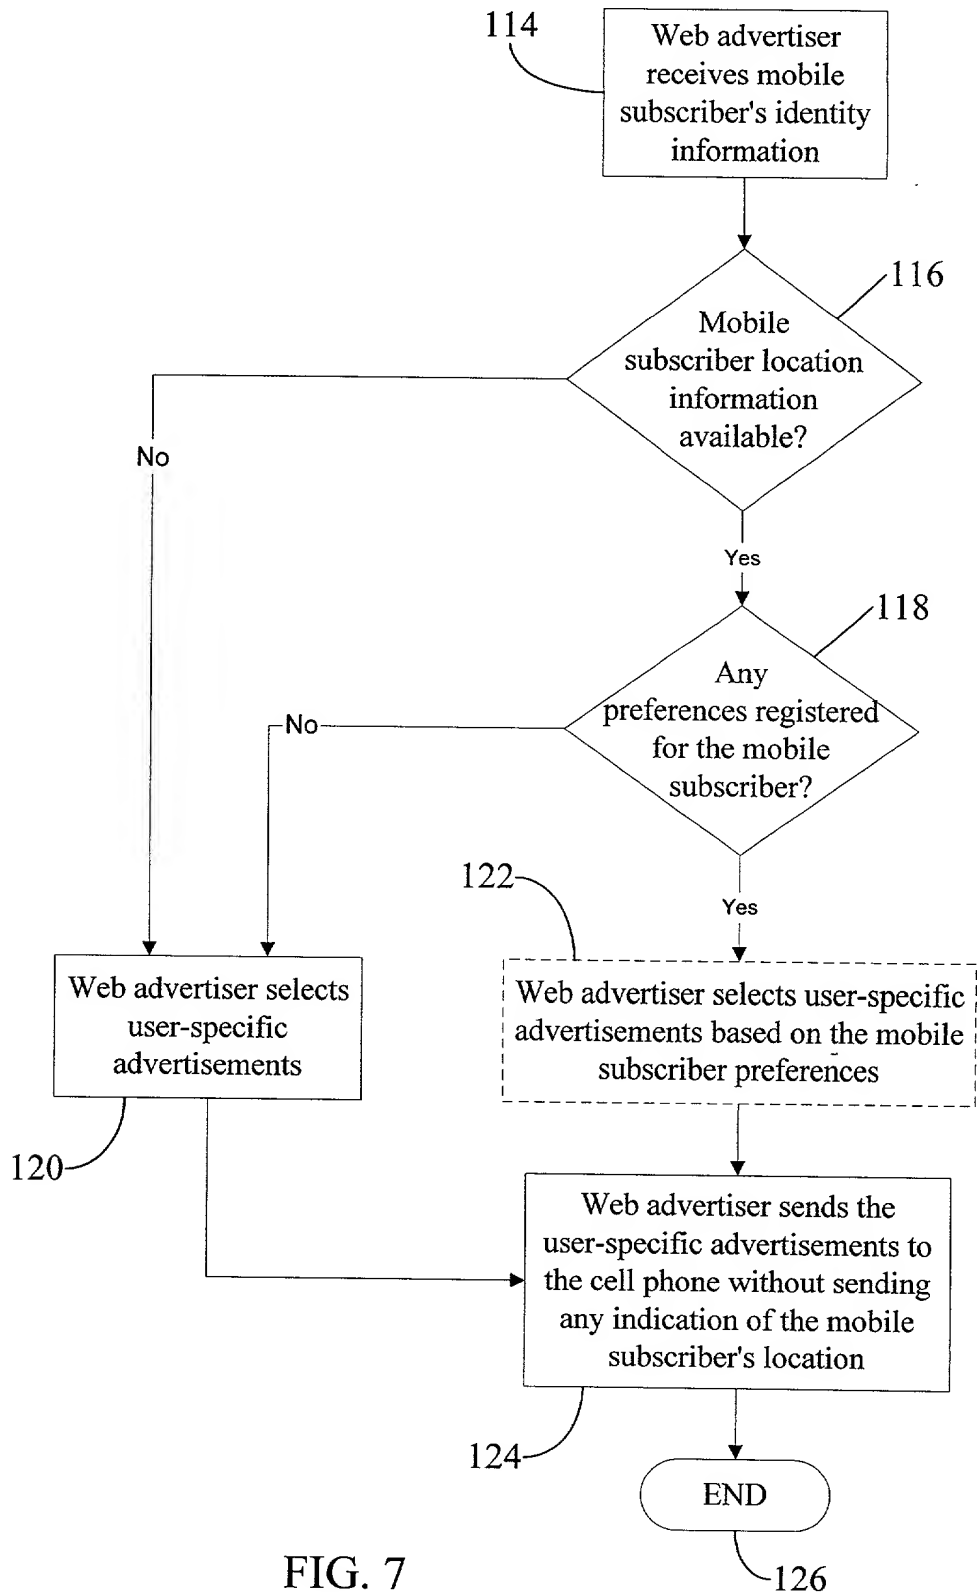 114
Web advertiser
receives mobile
subscriber's identity
information
116
Mobile
subscriber location
information
available?
No
Yes
118
Any
preferences registered
for the mobile
subscriber?
No
Yes
122
Web advertiser selects
user-specific
advertisements
Web advertiser selects user-specific
advertisements based on the mobile
subscriber preferences
120
Web advertiser sends the
user-specific advertisements to
the cell phone without sending
any indication of the mobile
subscriber's location
124
END
126
FIG. 7